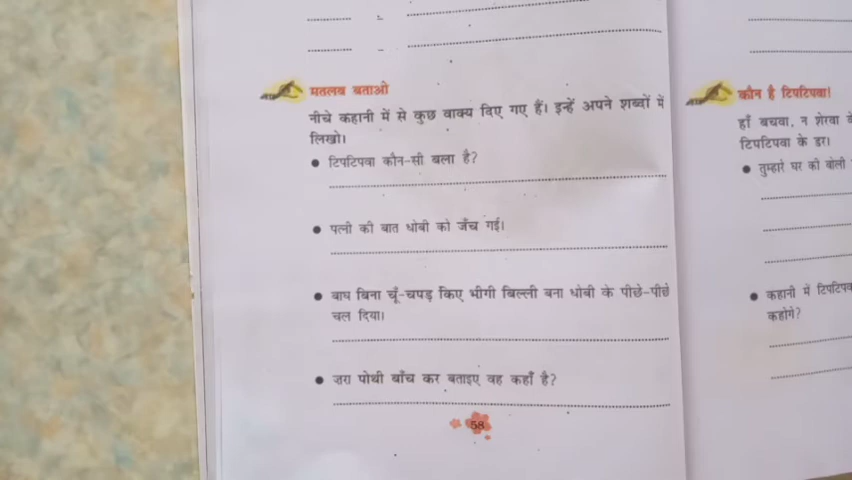 मतलब बताओ
नीचे कहानी में से कुछ वाक्य दिए गए हैं। इन्हें अपने शब्दों में
लिखो।
● टिपटिपवा कौन-सी बला है?
● पत्नी की बात धोबी को जँच गई।
● बाघ बिना चूँ-चपड़ किए भीगी बिल्ली बना धोबी के पीछे-पीछे
चल दिया।
● ज़रा पोथी बाँच कर बताइए वह कहाँ है?
58
कौन है टिपटिपवा!
हाँ बचवा, न शेरवा के
टिपटिपवा के डर।
● तुम्हारे घर की बोली
● कहानी में
कहोगे?